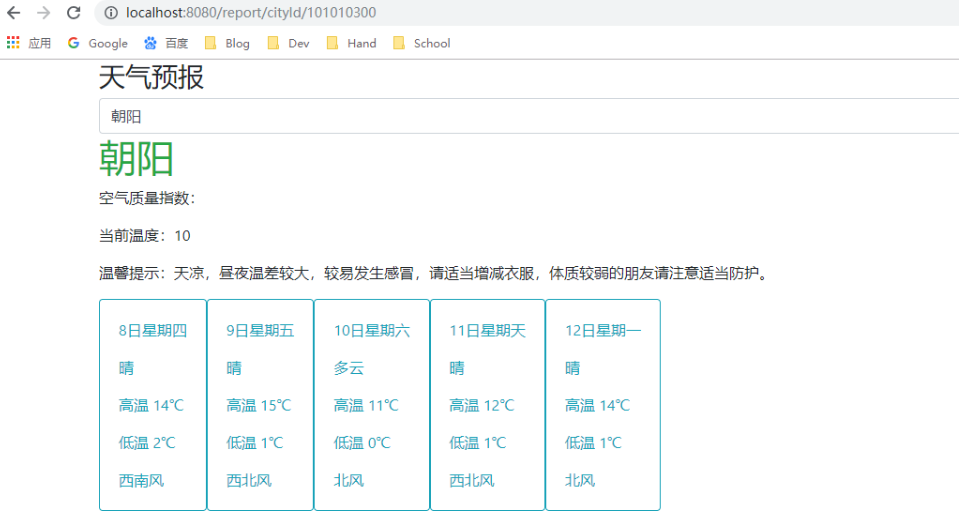 localhost:8080/report/cityId/101010300
应用 Google 百度 Blog Dev Hand School
天气预报
朝阳
朝阳
空气质量指数：
当前温度：10
温馨提示：天凉，昼夜温差较大，较易发生感冒，请适当增减衣服，体质较弱的朋友请注意适当防护。
8日星期四 9日星期五 10日星期六 11日星期天 12日星期一
晴 晴 多云 晴 晴
高温 14℃ 高温 15℃ 高温 11℃ 高温 12℃ 高温 14℃
低温 2℃ 低温 1℃ 低温 0℃ 低温 1℃ 低温 1℃
西南风 西北风 北风 西北风 北风